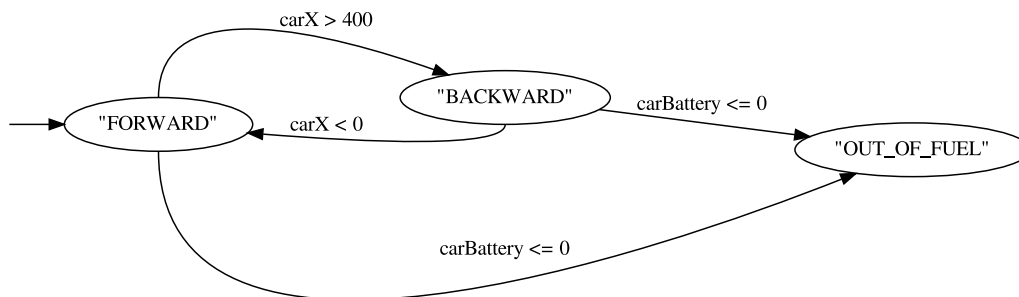 carX > 400
"BACKWARD"
carBattery <= 0
"FORWARD"
carX < 0
"OUT_OF_FUEL"
carBattery <= 0